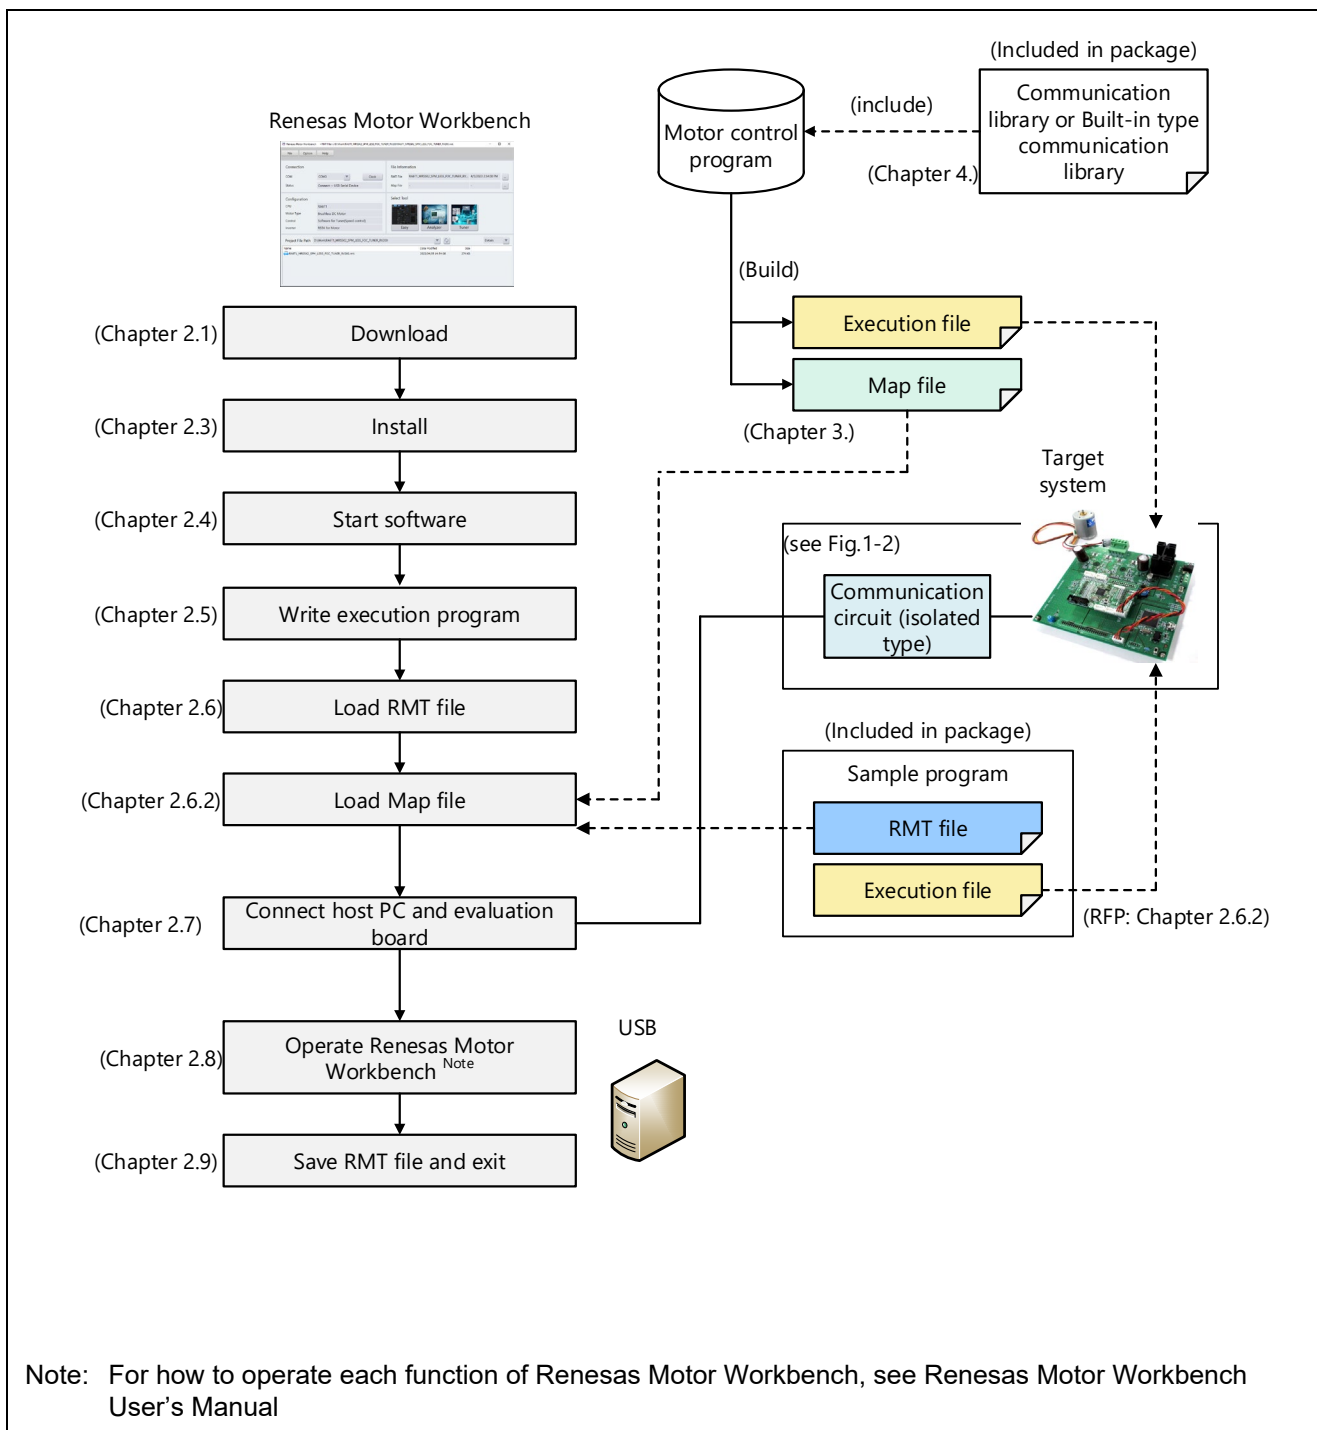 (Included in package)
Communication
library or Built-in type
communication
library
(include)
Motor control
program
(Chapter 4.)
Renesas Motor Workbench
(Build)
Execution file
Map file
(Chapter 3.)
(Chapter 2.1)
Download
(Chapter 2.3)
Install
(Chapter 2.4)
Start software
(Chapter 2.5)
Write execution program
(Chapter 2.6)
Load RMT file
(Chapter 2.6.2)
Load Map file
(Chapter 2.7)
Connect host PC and evaluation
board
(Chapter 2.8)
Operate Renesas Motor
Workbench Note
(Chapter 2.9)
Save RMT file and exit
Target
system
(see Fig.1-2)
Communication
circuit (isolated
type)
(Included in package)
Sample program
RMT file
Execution file
(RFP: Chapter 2.6.2)
USB
Note: For how to operate each function of Renesas Motor Workbench, see Renesas Motor Workbench
User's Manual